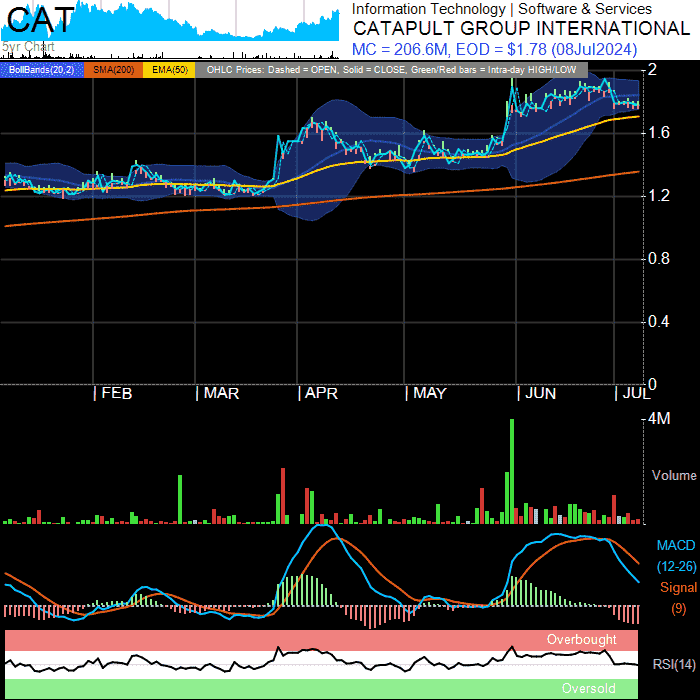 CAT
5yr Chart
Information Technology | Software & Services
CATAPULT GROUP INTERNATIONAL
MC = 206.6M, EOD = $1.78 (08Jul2024)
BollBands(20,2) SMA(200) EMA(50) OHLC Prices: Dashed = OPEN, Solid = CLOSE, Green/Red bars = Intra-day HIGH/LOW
2
1.6
1.2
0.8
0.4
0
| FEB | MAR | APR | MAY | JUN | JUL
4M
Volume
MACD
(12-26)
Signal
(9)
Overbought
RSI(14)
Oversold